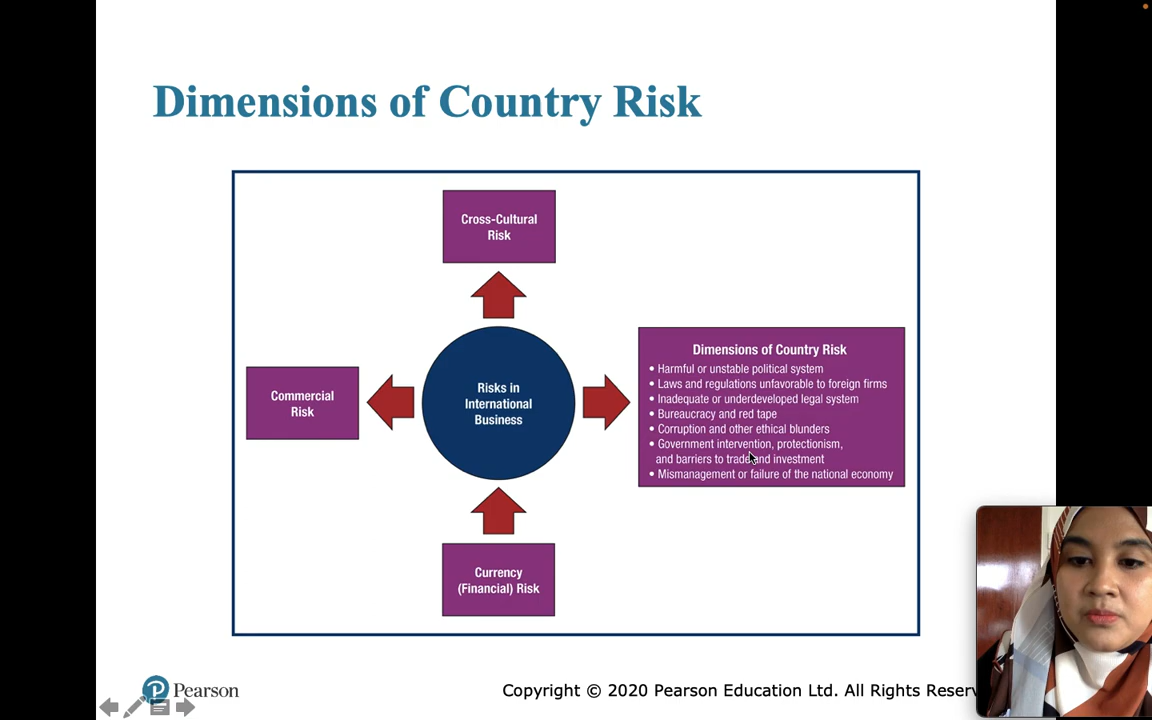 Dimensions of Country Risk
Cross-Cultural
Risk
Commercial
Risk
Risks in
International
Business
Dimensions of Country Risk
• Harmful or unstable political system
• Laws and regulations unfavorable to foreign firms
• Inadequate or underdeveloped legal system
• Bureaucracy and red tape
• Corruption and other ethical blunders
• Government intervention, protectionism,
and barriers to trade and investment
• Mismanagement or failure of the national economy
Currency
(Financial) Risk
P Pearson
Copyright © 2020 Pearson Education Ltd. All Rights Reserv